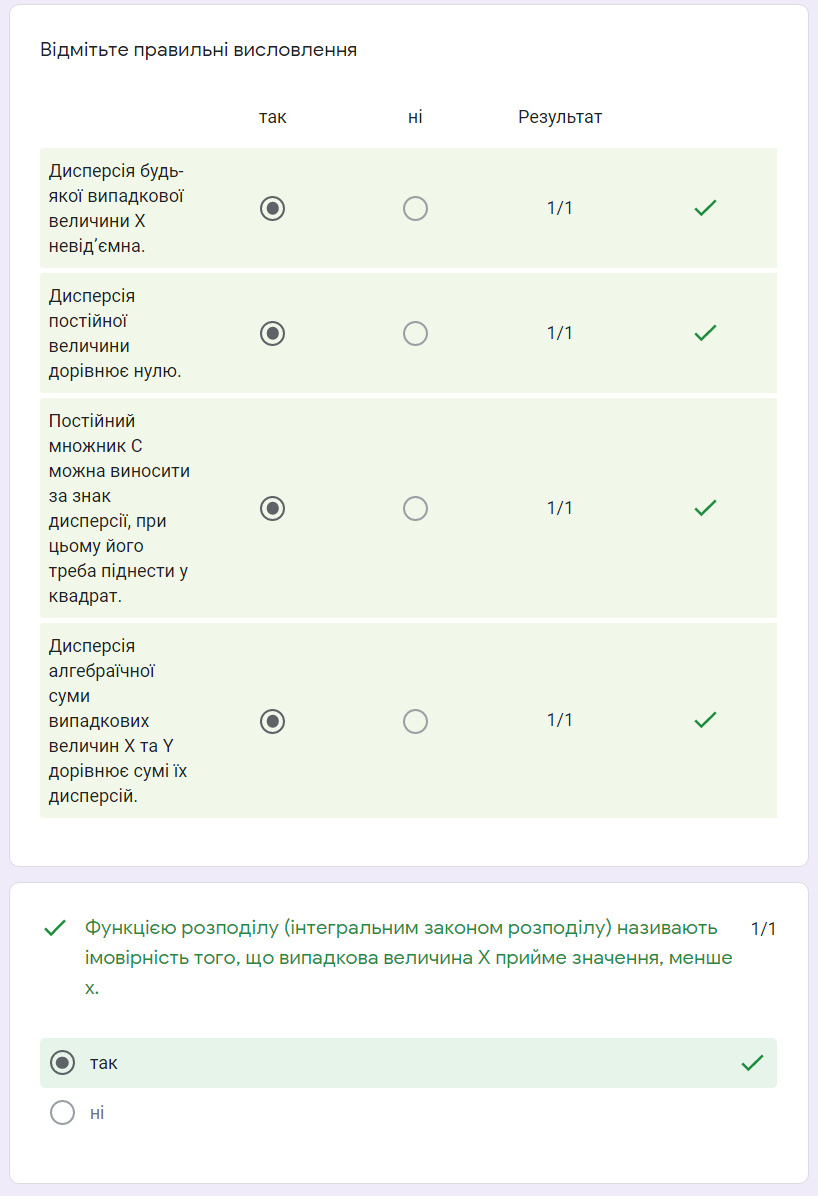 Відмітьте правильні висловлення
так ні Результат
Дисперсія будь-
якої випадкової
величини X
невід’ємна.
1/1
Дисперсія
постійної
величини
дорівнює нулю.
1/1
Постійний
множник С
можна виносити
за знак
дисперсії, при
цьому його
треба піднести у
квадрат.
1/1
Дисперсія
алгебраїчної
суми
випадкових
величин X та Y
дорівнює сумі їх
дисперсій.
1/1
Функцією розподілу (інтегральним законом розподілу) називають 1/1
імовірність того, що випадкова величина X прийме значення, менше
х.
так
ні